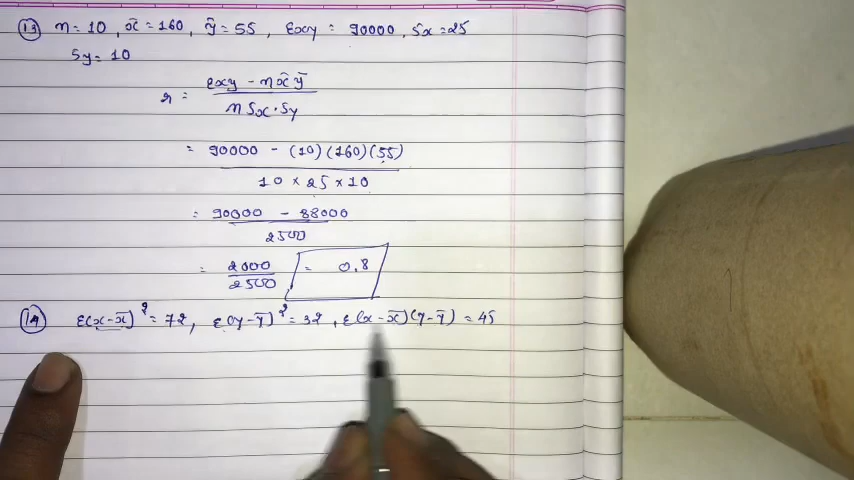 (13) n = 10, x̄ = 160, ȳ = 55, Σxy = 90000, Sx = 25
Sy = 10
r = Σxy - n x̄ ȳ / n Sx · Sy
= 90000 - (10)(160)(55) / 10 × 25 × 10
= 90000 - 88000 / 2500
= 2000 / 2500 = 0.8
(14) Σ(x - x̄)² = 72, Σ(y - ȳ)² = 32, Σ(x - x̄)(y - ȳ) = 45